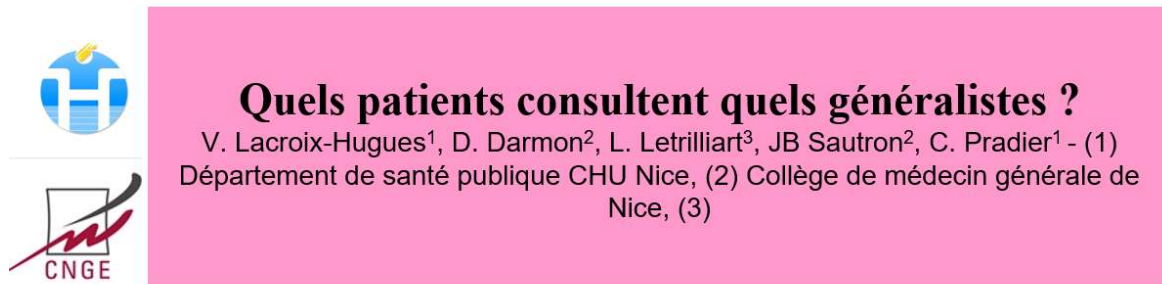 Quels patients consultent quels généralistes ?
V. Lacroix-Hugues¹, D. Darmon², L. Letrilliart³, JB Sautron², C. Pradier¹ - (1)
Département de santé publique CHU Nice, (2) Collège de médecin générale de
Nice, (3)
CNGE